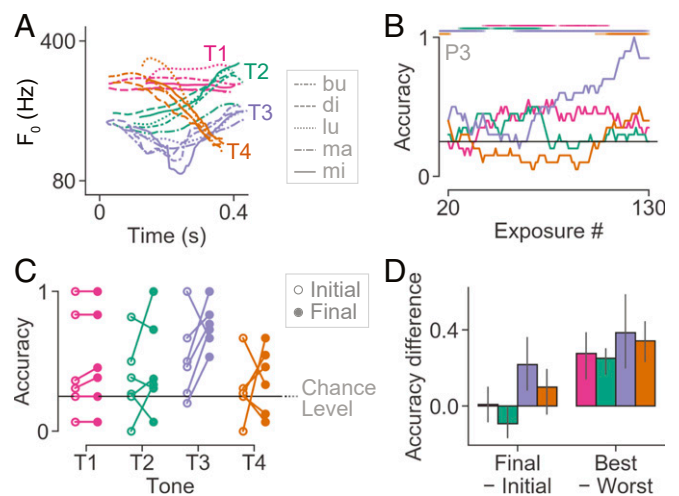 A
400
F0 (Hz)
80
0
0.4
Time (s)
T1
T2
T3
T4
bu
di
lu
ma
mi
B
P3
1
Accuracy
0
20
130
Exposure #
C
1
Accuracy
0
T1 T2 T3 T4
Tone
Initial
Final
Chance
Level
D
Accuracy difference
0.4
0.0
Final
– Initial
Best
– Worst